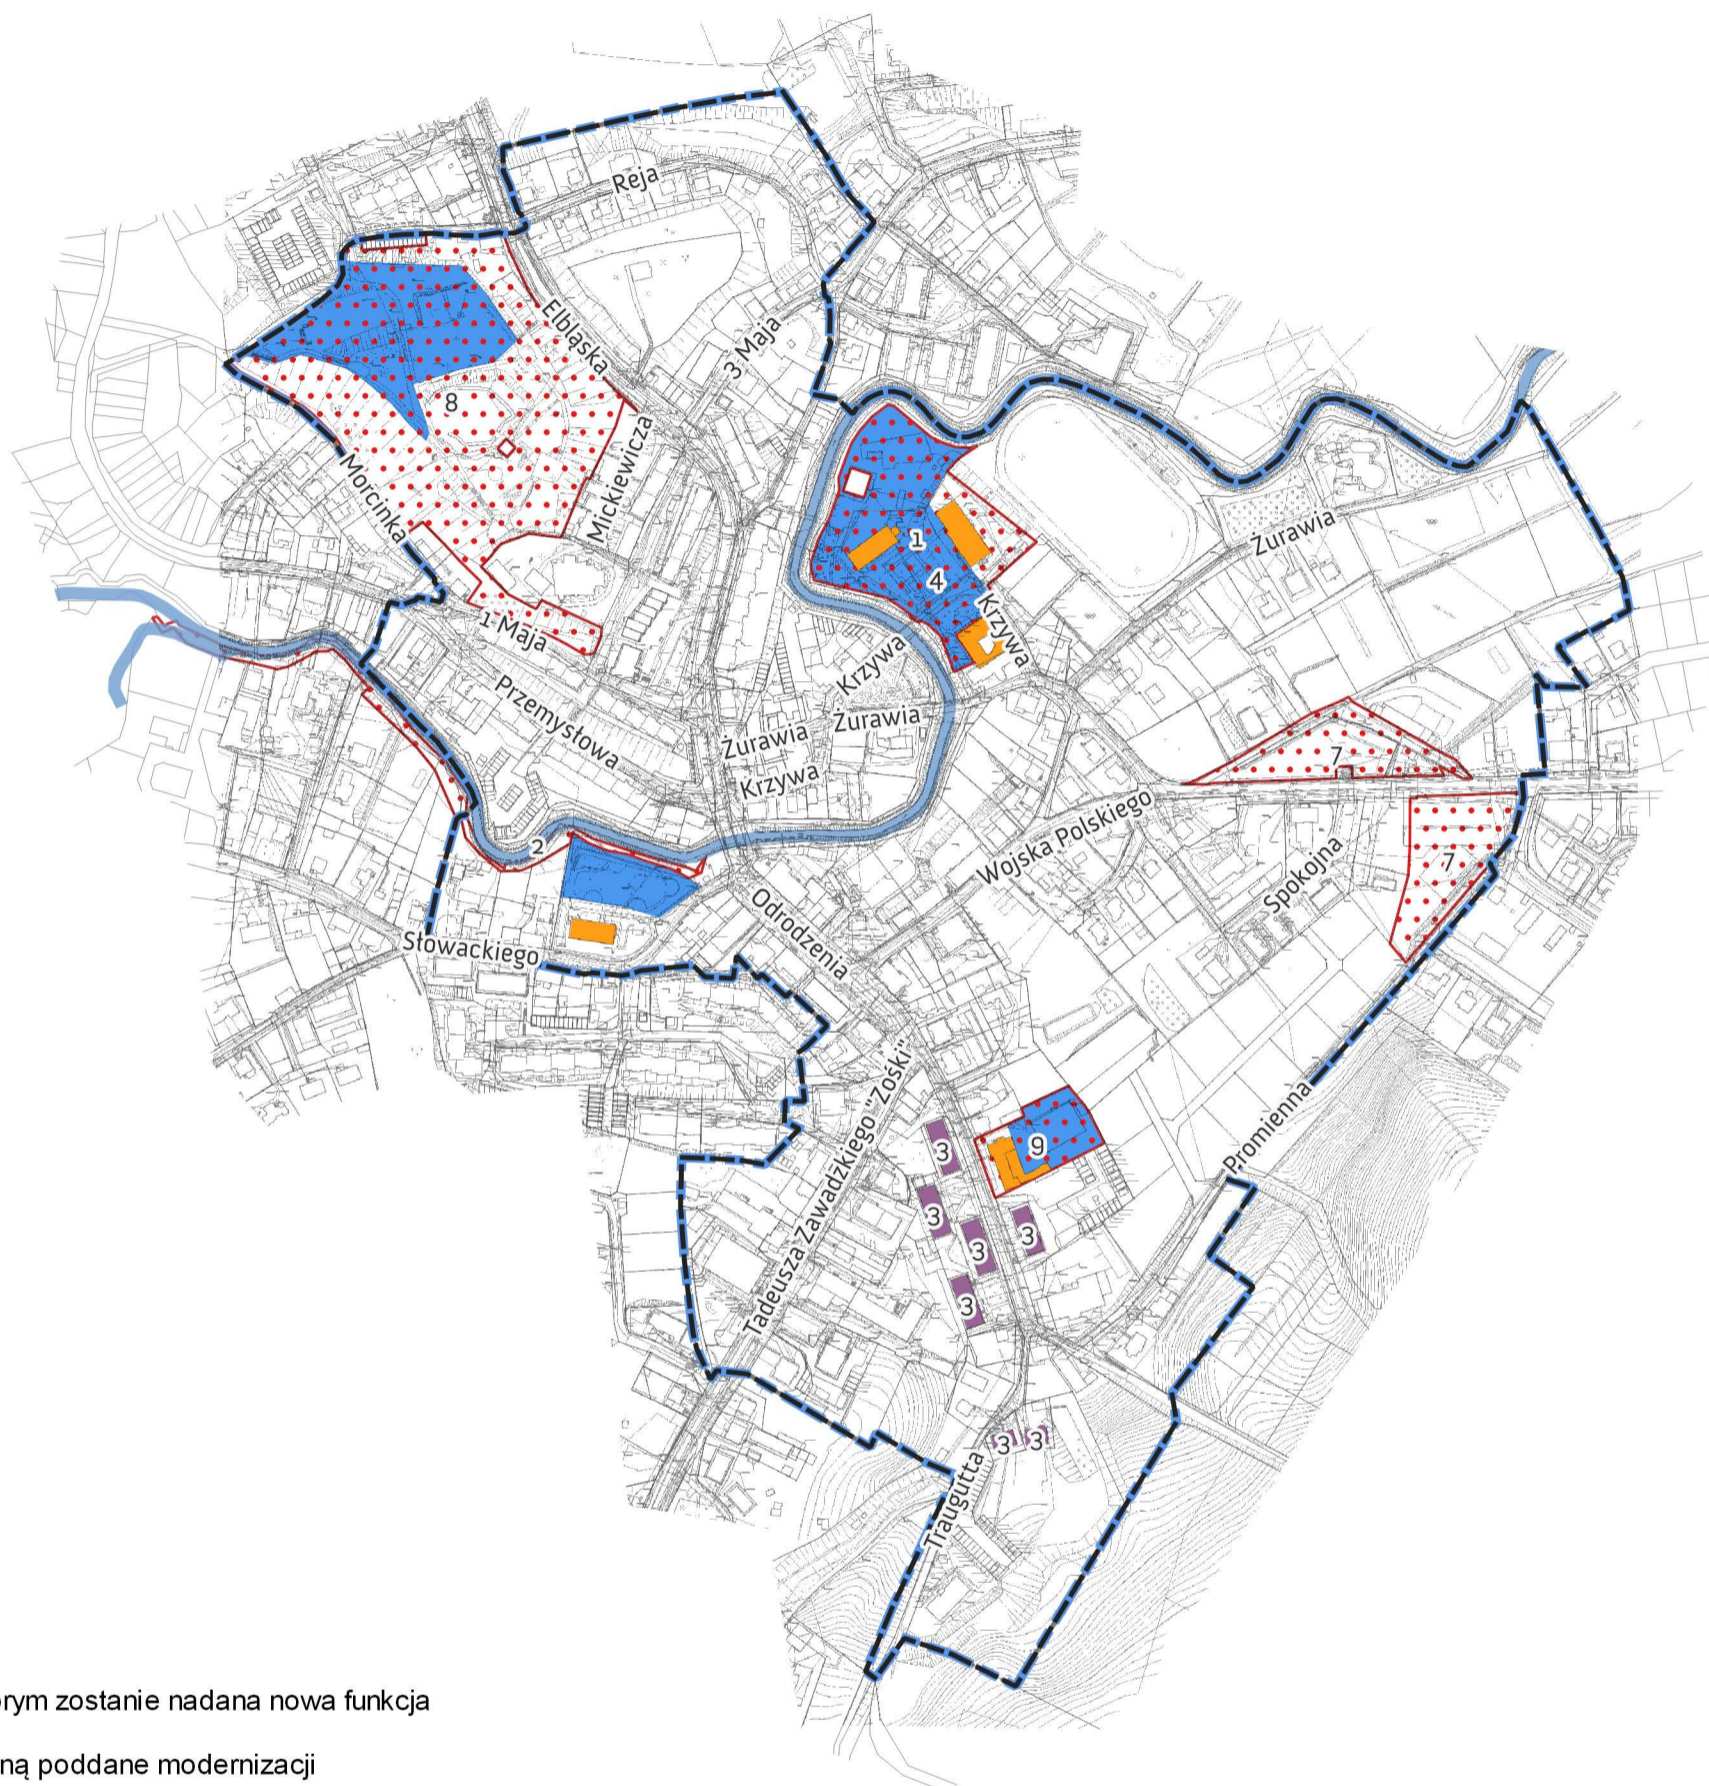 Reja
Elbląska
3 Maja
8
Mickiewicza
Morcinka
1
Żurawia
4
Krzywa
1 Maja
Krzywa
Przemysłowa
Żurawia
Żurawia
7
Krzywa
Wojska Polskiego
2
7
Spokojna
Odrodzenia
Słowackiego
Tadeusza Zawadzkiego "Zośki"
Promienna
3
9
3
3
3
3
3
3
Traugutta
rym zostanie nadana nowa funkcja
ną poddane modernizacji